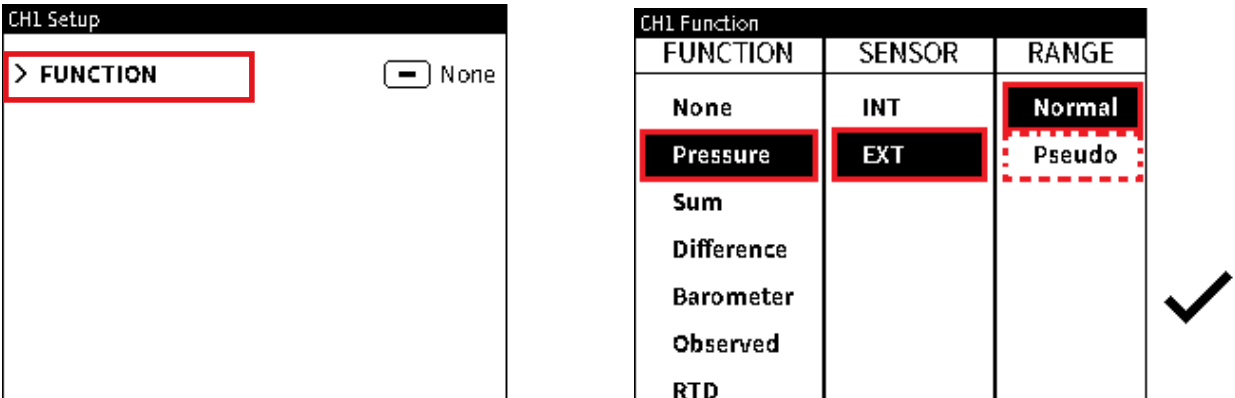 CH1 Setup
> FUNCTION None
CH1 Function
FUNCTION SENSOR RANGE
None INT Normal
Pressure EXT Pseudo
Sum
Difference
Barometer
Observed
RTD